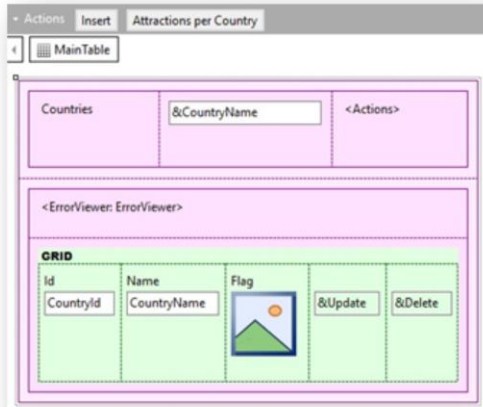 Actions Insert Attractions per Country
MainTable
Countries &CountryName <Actions>
<ErrorViewer: ErrorViewer>
GRID
Id Name Flag
CountryId CountryName &Update &Delete